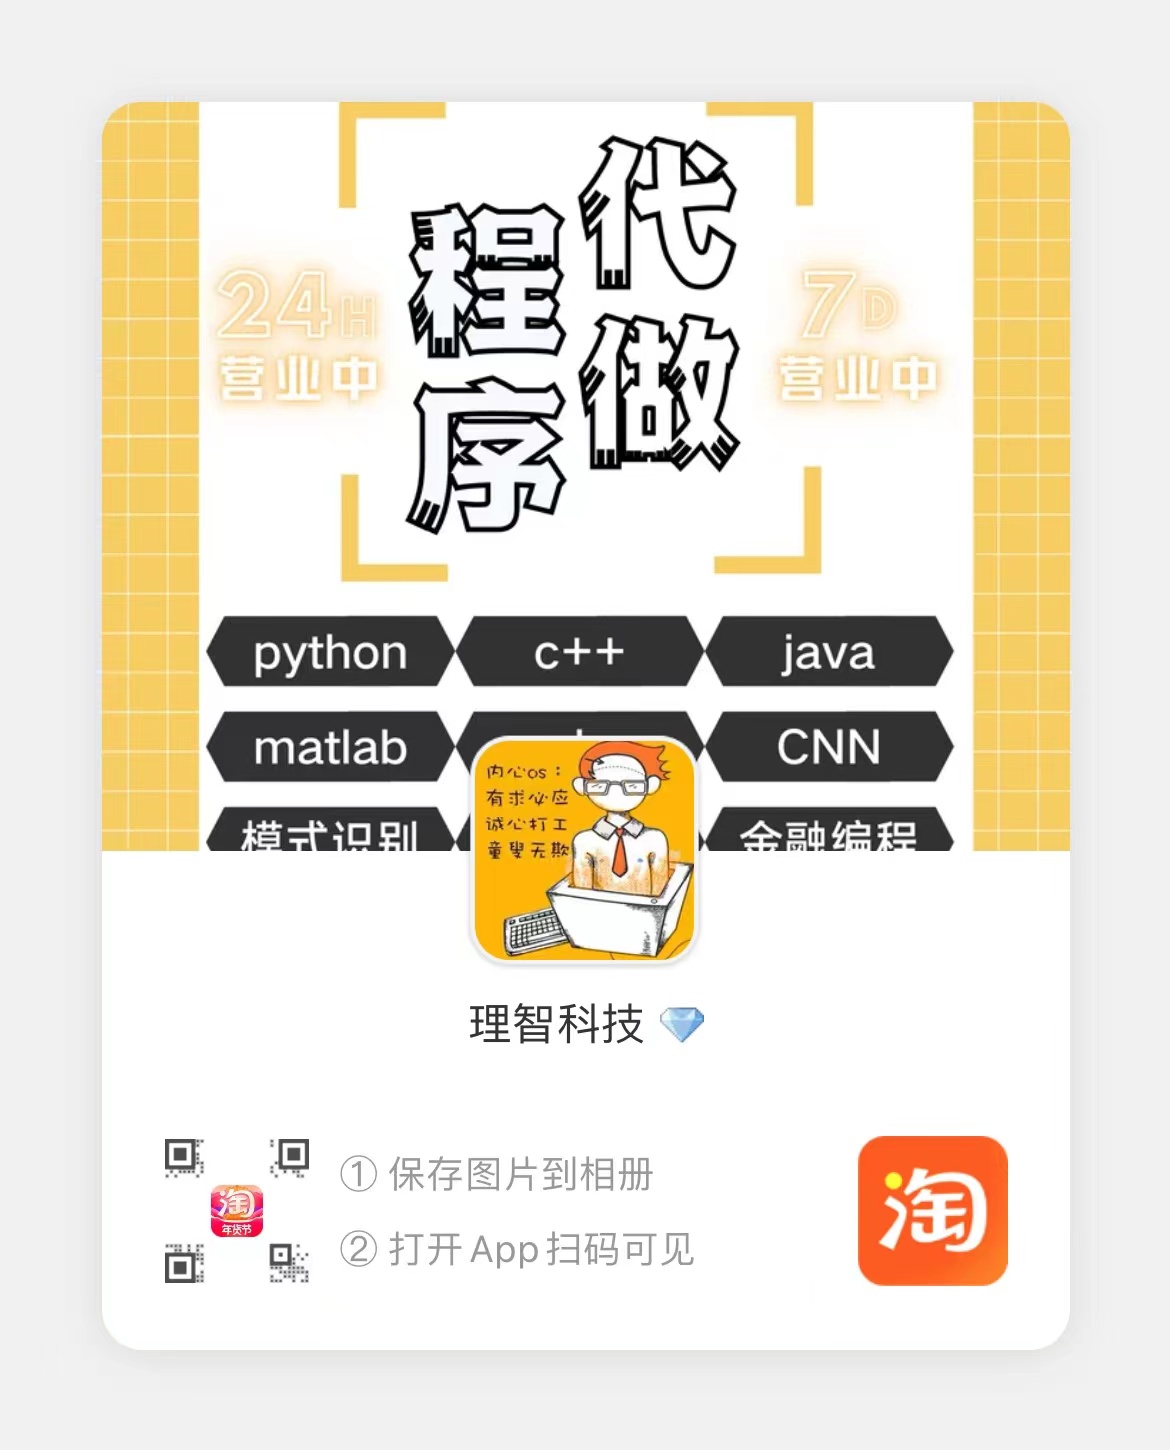 代做
程序
24H
营业中
7D
营业中
python
c++
java
matlab
CNN
模式识别
金融编程
内心os：
有求必应
诚心打工
童叟无欺
理智科技
淘
年货节
① 保存图片到相册
② 打开App扫码可见
淘